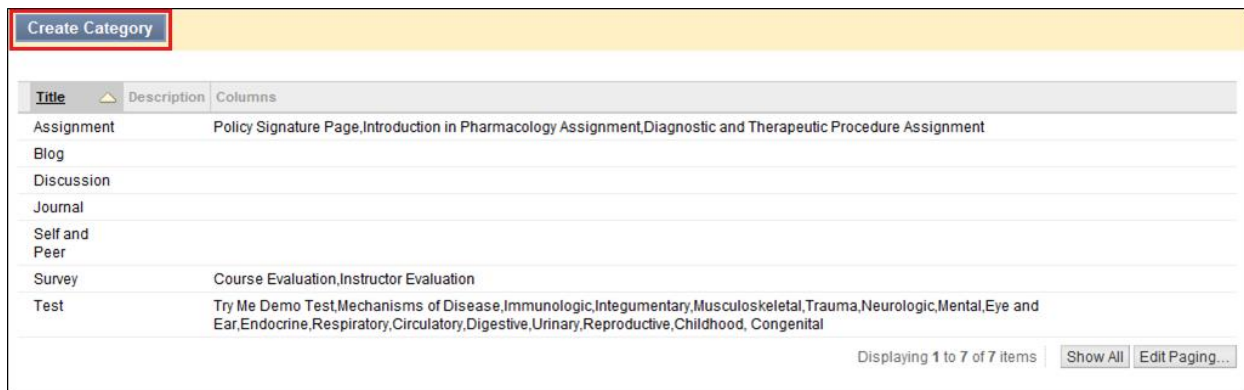 Create Category
Title Description Columns
Assignment Policy Signature Page,Introduction in Pharmacology Assignment,Diagnostic and Therapeutic Procedure Assignment
Blog
Discussion
Journal
Self and
Peer
Survey Course Evaluation,Instructor Evaluation
Test Try Me Demo Test,Mechanisms of Disease,Immunologic,Integumentary,Musculoskeletal,Trauma,Neurologic,Mental,Eye and
Ear,Endocrine,Respiratory,Circulatory,Digestive,Urinary,Reproductive,Childhood, Congenital
Displaying 1 to 7 of 7 items Show All Edit Paging...